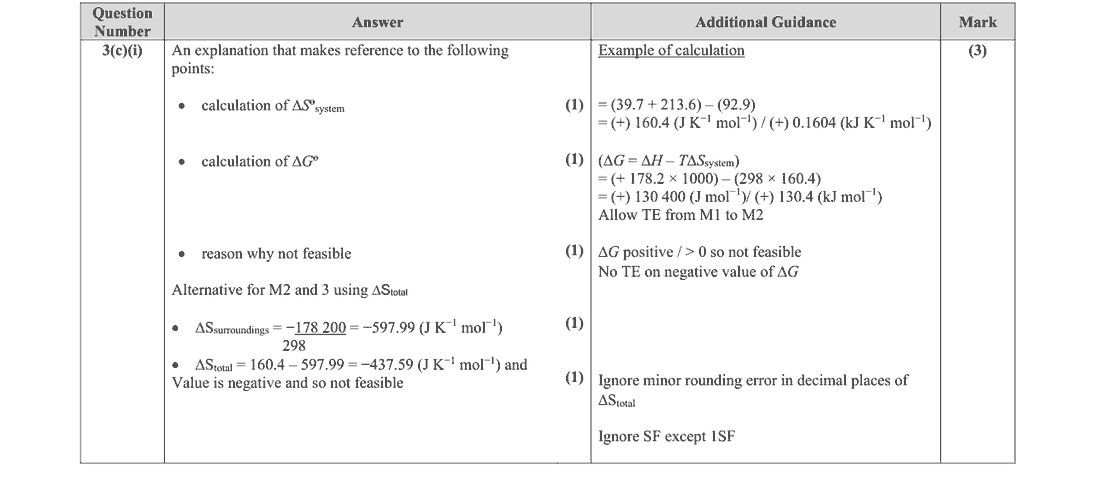 Question Number
Answer
Additional Guidance
Mark
3(c)(i)
An explanation that makes reference to the following
points:
• calculation of ΔS°system
(1)
• calculation of ΔG°
(1)
• reason why not feasible
(1)
Alternative for M2 and 3 using ΔStotal
• ΔSsurroundings = −178 200 = −597.99 (J K⁻¹ mol⁻¹)
298
(1)
• ΔStotal = 160.4 – 597.99 = −437.59 (J K⁻¹ mol⁻¹) and
Value is negative and so not feasible
(1)
Example of calculation
= (39.7 + 213.6) – (92.9)
= (+) 160.4 (J K⁻¹ mol⁻¹) / (+) 0.1604 (kJ K⁻¹ mol⁻¹)
(ΔG = ΔH – TΔSsystem)
= (+ 178.2 × 1000) – (298 × 160.4)
= (+) 130 400 (J mol⁻¹)/ (+) 130.4 (kJ mol⁻¹)
Allow TE from M1 to M2
ΔG positive / > 0 so not feasible
No TE on negative value of ΔG
Ignore minor rounding error in decimal places of
ΔStotal
Ignore SF except 1SF
(3)